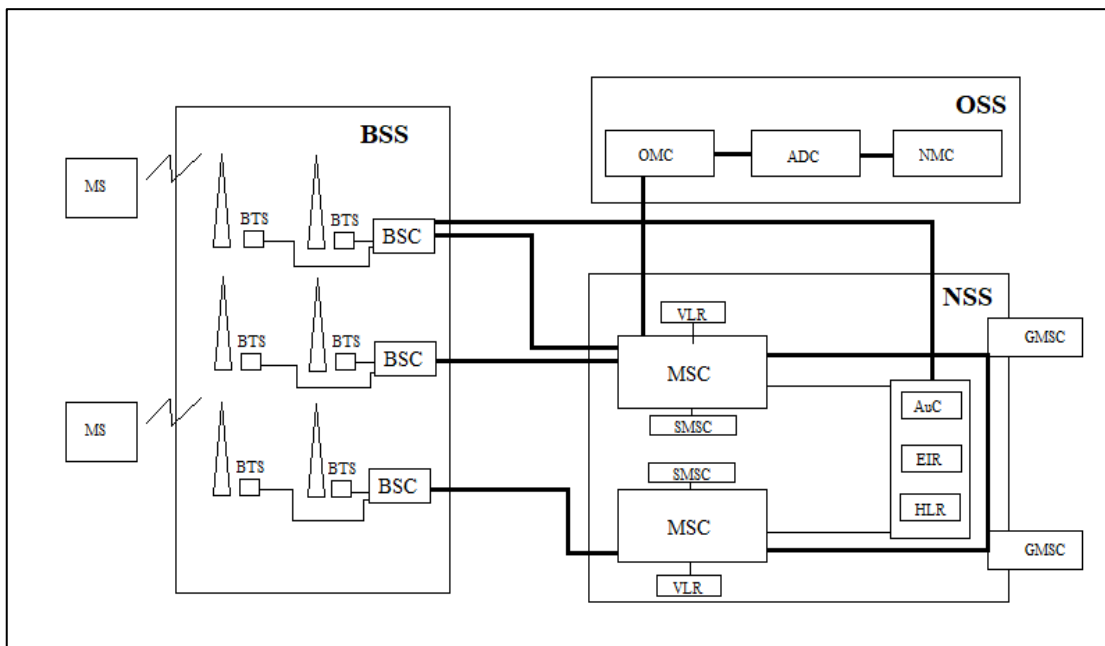 OSS
BSS
OMC
ADC
NMC
MS
BTS
BTS
BSC
NSS
VLR
GMSC
BTS
BTS
BSC
MSC
AuC
MS
SMSC
EIR
BTS
BTS
BSC
SMSC
HLR
MSC
GMSC
VLR